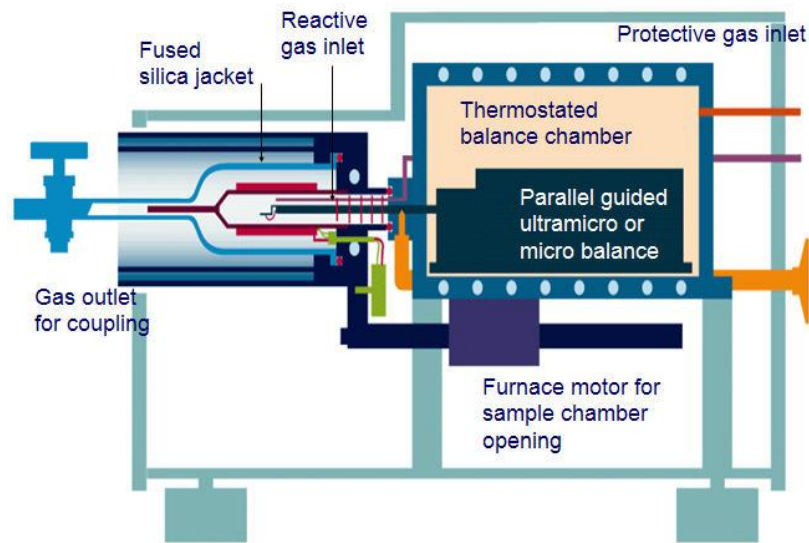 Reactive
gas inlet
Fused
silica jacket
Protective gas inlet
Thermostated
balance chamber
Parallel guided
ultramicro or
micro balance
Gas outlet
for coupling
Furnace motor for
sample chamber
opening